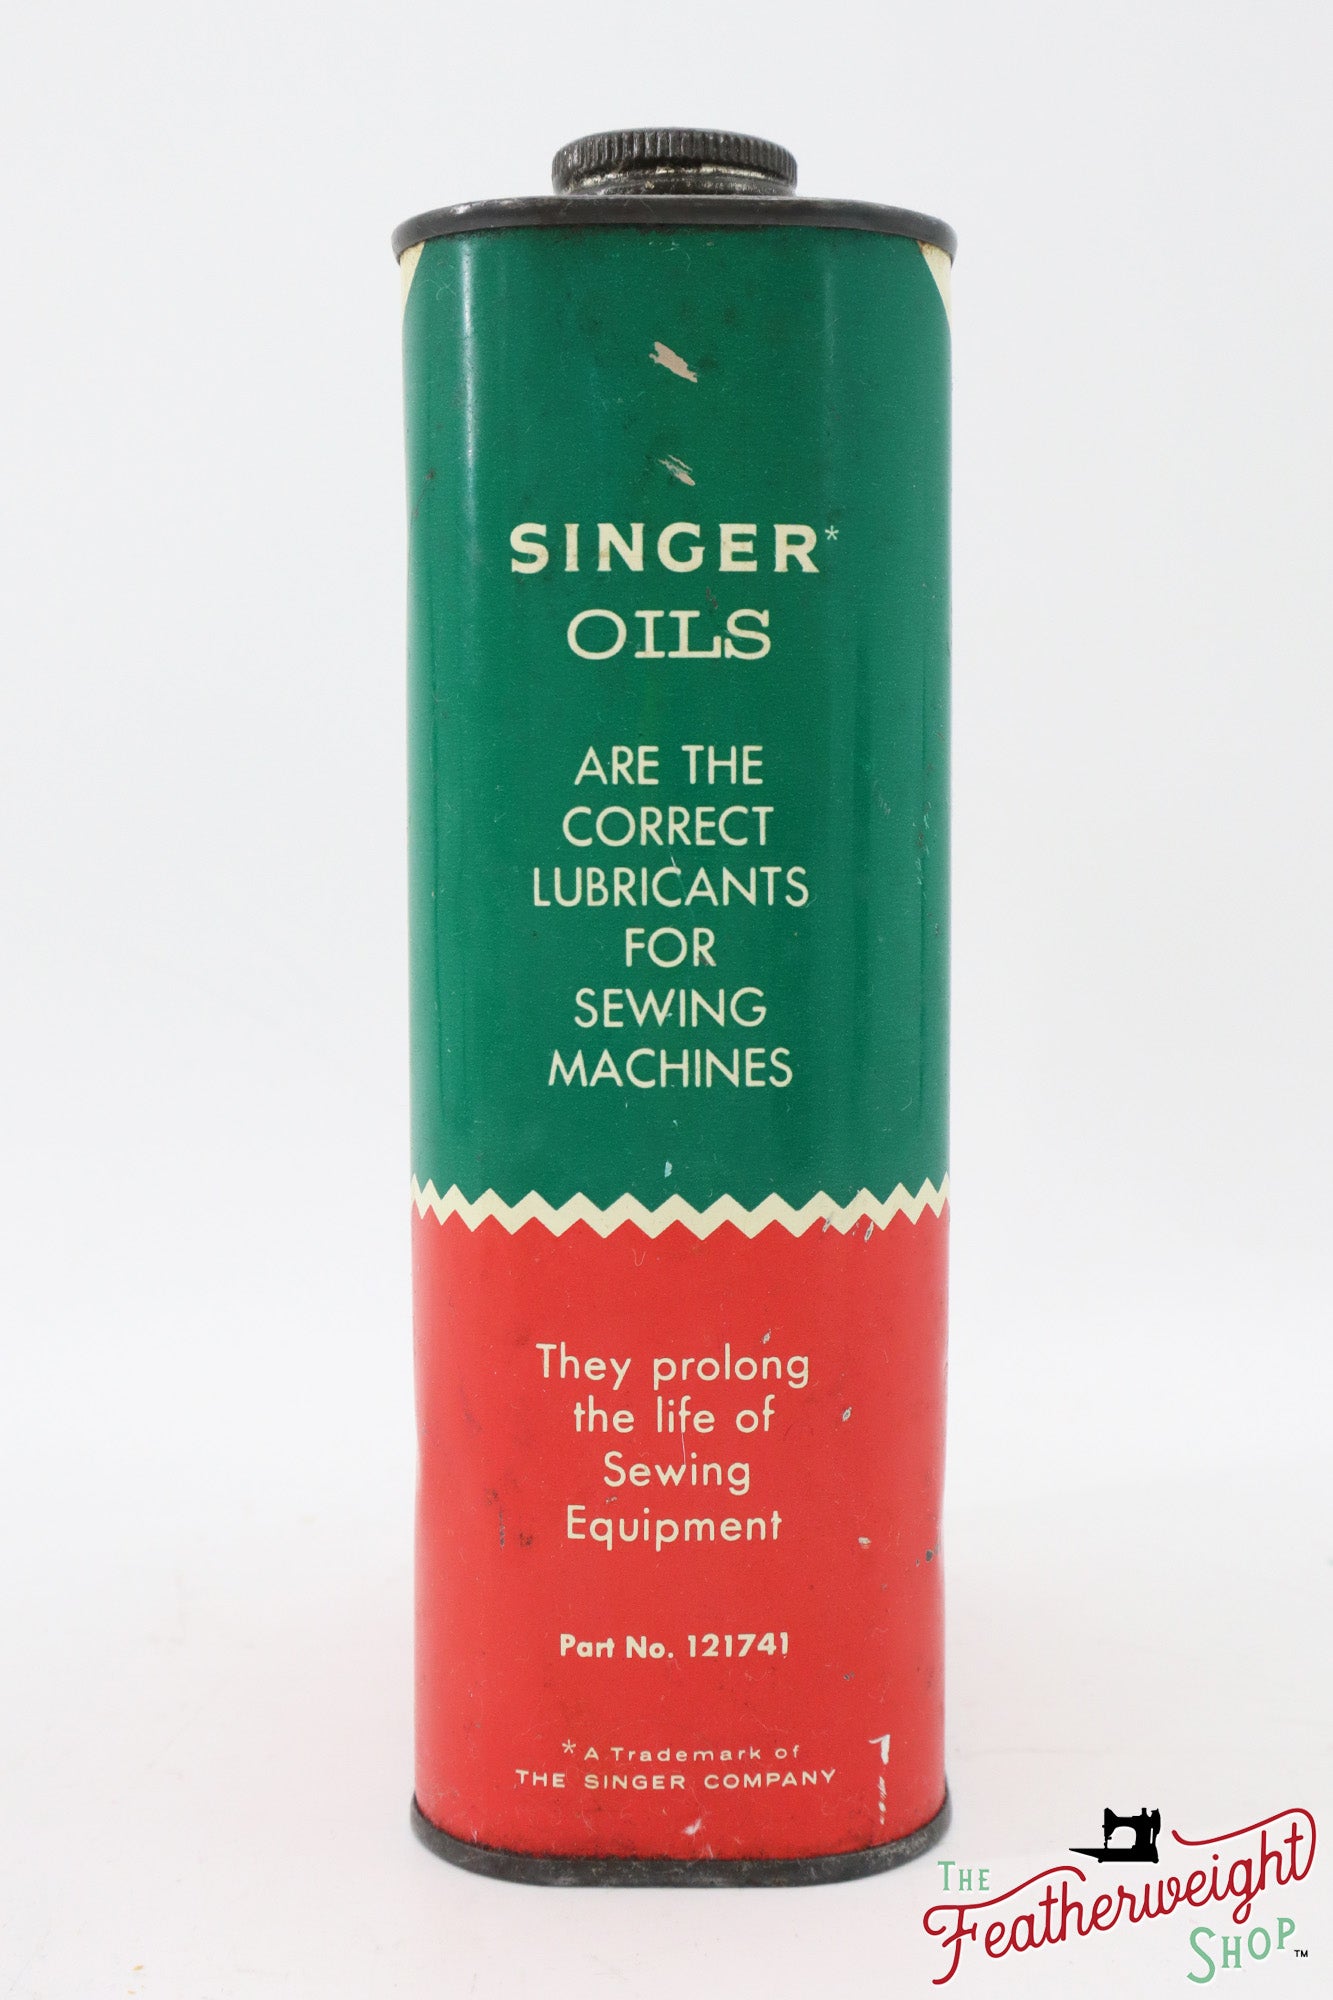 SINGER*
OILS
ARE THE
CORRECT
LUBRICANTS
FOR
SEWING
MACHINES
They prolong
the life of
Sewing
Equipment
Part No. 121741
*A Trademark of
THE SINGER COMPANY
THE
Featherweight
SHOP™